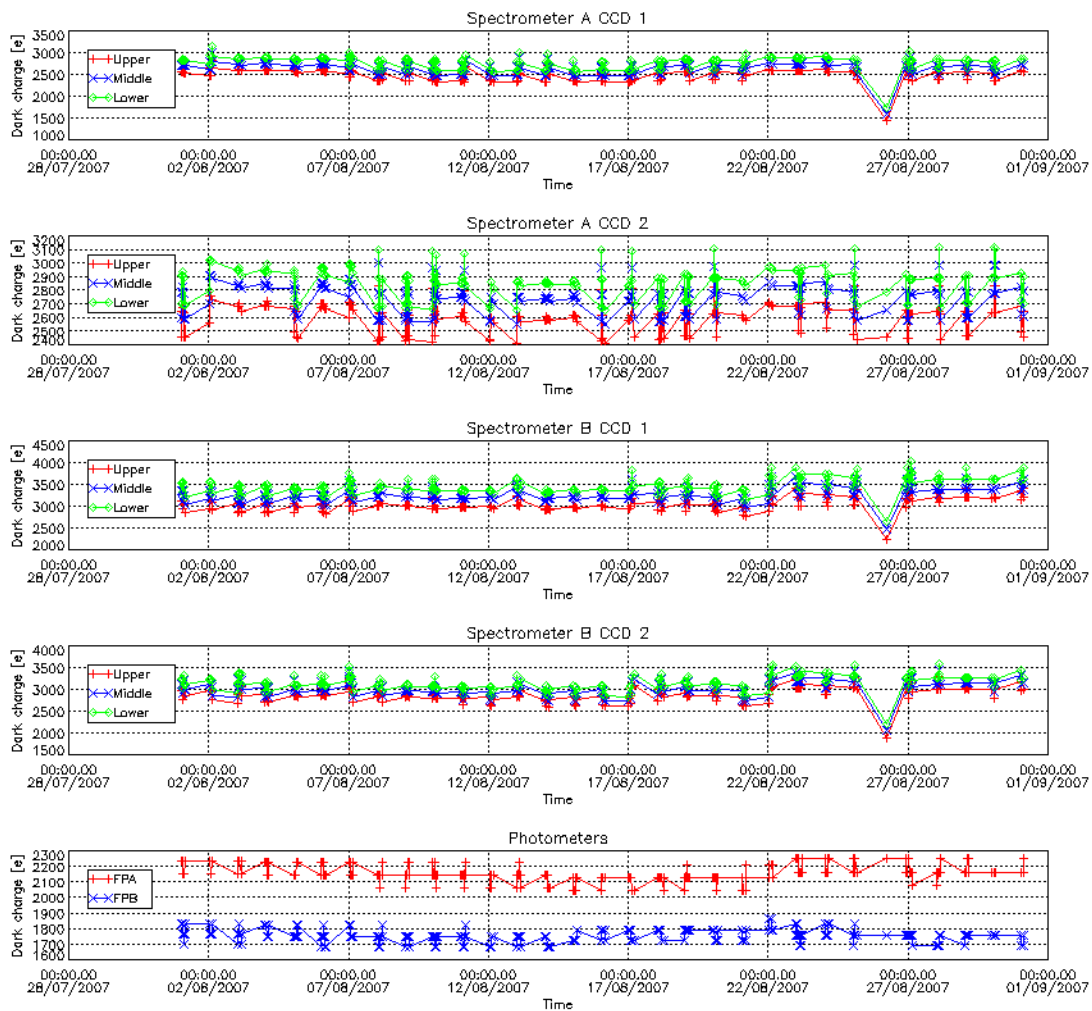 Spectrometer A CCD 1
Dark charge [e]
3500
3000
2500
2000
1500
1000
Upper
Middle
Lower
00:00:00 00:00:00 00:00:00 00:00:00 00:00:00 00:00:00 00:00:00 00:00:00
28/07/2007 02/08/2007 07/08/2007 12/08/2007 17/08/2007 22/08/2007 27/08/2007 01/09/2007
Time
Spectrometer A CCD 2
Dark charge [e]
3200
3100
3000
2900
2800
2700
2600
2500
2400
Upper
Middle
Lower
00:00:00 00:00:00 00:00:00 00:00:00 00:00:00 00:00:00 00:00:00 00:00:00
28/07/2007 02/08/2007 07/08/2007 12/08/2007 17/08/2007 22/08/2007 27/08/2007 01/09/2007
Time
Spectrometer B CCD 1
Dark charge [e]
4500
4000
3500
3000
2500
2000
Upper
Middle
Lower
00:00:00 00:00:00 00:00:00 00:00:00 00:00:00 00:00:00 00:00:00 00:00:00
28/07/2007 02/08/2007 07/08/2007 12/08/2007 17/08/2007 22/08/2007 27/08/2007 01/09/2007
Time
Spectrometer B CCD 2
Dark charge [e]
4000
3500
3000
2500
2000
1500
Upper
Middle
Lower
00:00:00 00:00:00 00:00:00 00:00:00 00:00:00 00:00:00 00:00:00 00:00:00
28/07/2007 02/08/2007 07/08/2007 12/08/2007 17/08/2007 22/08/2007 27/08/2007 01/09/2007
Time
Photometers
Dark charge [e]
2300
2200
2100
2000
1900
1800
1700
1600
FPA
FPB
00:00:00 00:00:00 00:00:00 00:00:00 00:00:00 00:00:00 00:00:00 00:00:00
28/07/2007 02/08/2007 07/08/2007 12/08/2007 17/08/2007 22/08/2007 27/08/2007 01/09/2007
Time